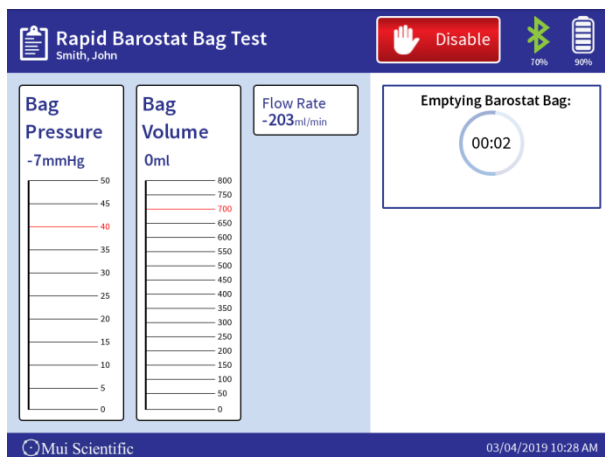 Rapid Barostat Bag Test
Smith, John
Disable
70%
90%
Bag
Pressure
-7mmHg
50
45
40
35
30
25
20
15
10
5
0
Bag
Volume
0ml
800
750
700
650
600
550
500
450
400
350
300
250
200
150
100
50
0
Flow Rate
-203ml/min
Emptying Barostat Bag:
00:02
Mui Scientific
03/04/2019 10:28 AM